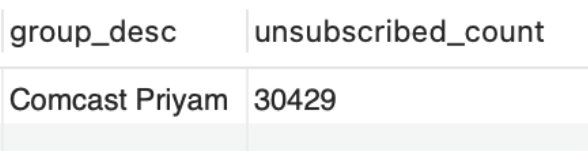 group_desc unsubscribed_count
Comcast Priyam 30429